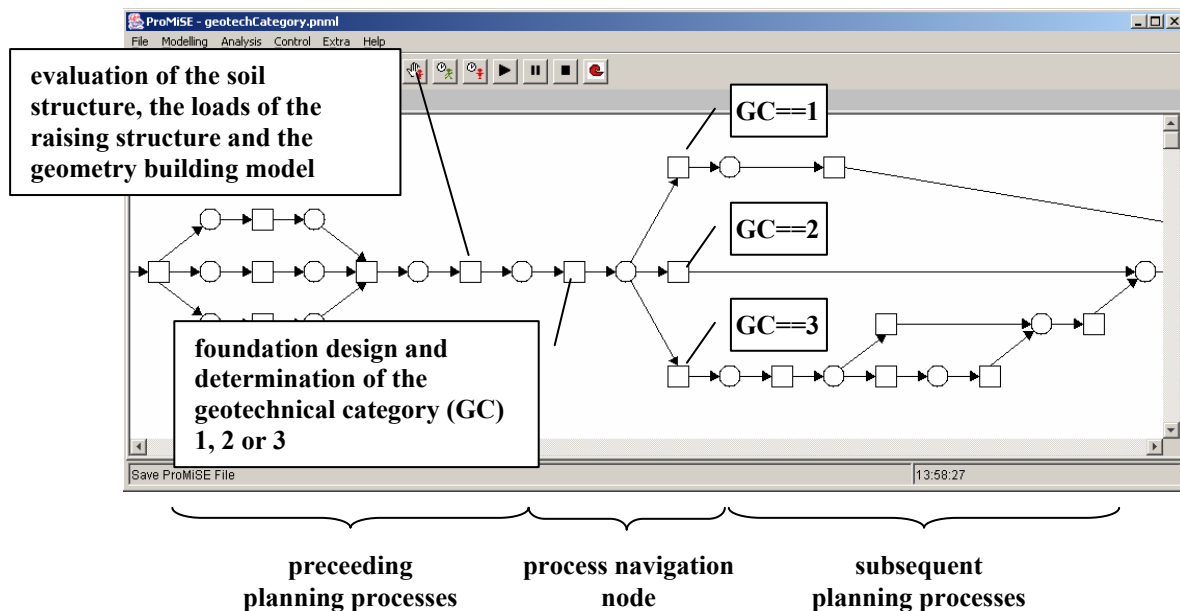 ProMiSE - geotechCategory.pnml
File Modelling Analysis Control Extra Help
evaluation of the soil
structure, the loads of the
raising structure and the
geometry building model
GC==1
GC==2
GC==3
foundation design and
determination of the
geotechnical category (GC)
1, 2 or 3
Save ProMiSE File
13:58:27
preceeding
planning processes
process navigation
node
subsequent
planning processes